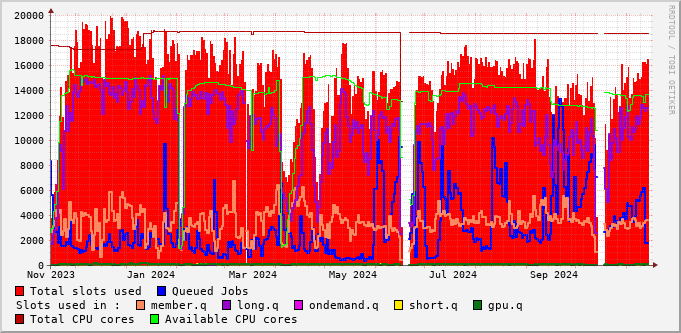 20000
18000
16000
14000
12000
10000
8000
6000
4000
2000
0
Nov 2023 Jan 2024 Mar 2024 May 2024 Jul 2024 Sep 2024
RRDTOOL / TOBI OETIKER
Total slots used Queued Jobs
Slots used in : member.q long.q ondemand.q short.q gpu.q
Total CPU cores Available CPU cores